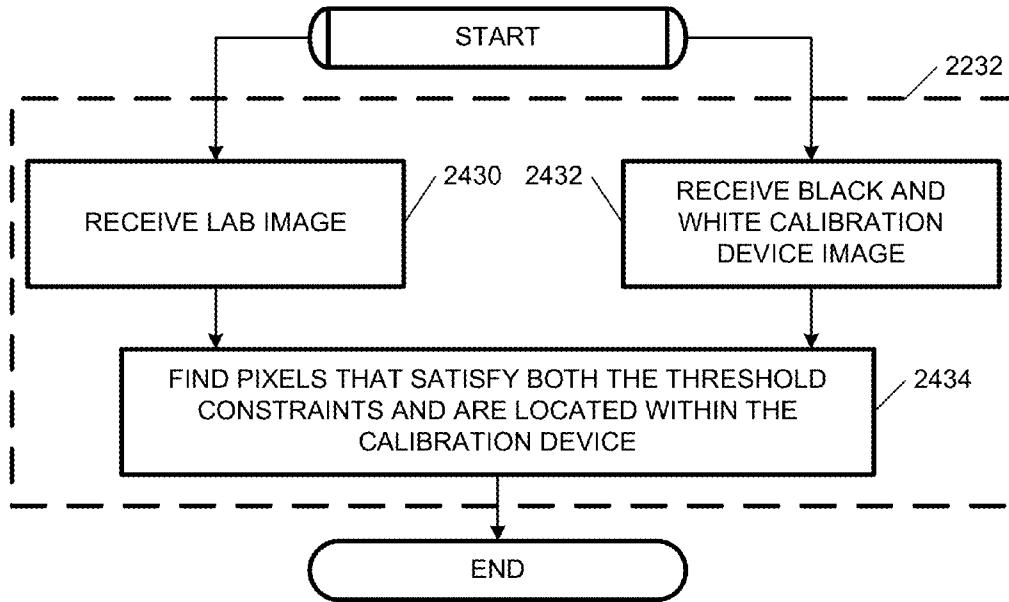 START
2232
RECEIVE LAB IMAGE
2430
2432
RECEIVE BLACK AND
WHITE CALIBRATION
DEVICE IMAGE
FIND PIXELS THAT SATISFY BOTH THE THRESHOLD
CONSTRAINTS AND ARE LOCATED WITHIN THE
CALIBRATION DEVICE
2434
END